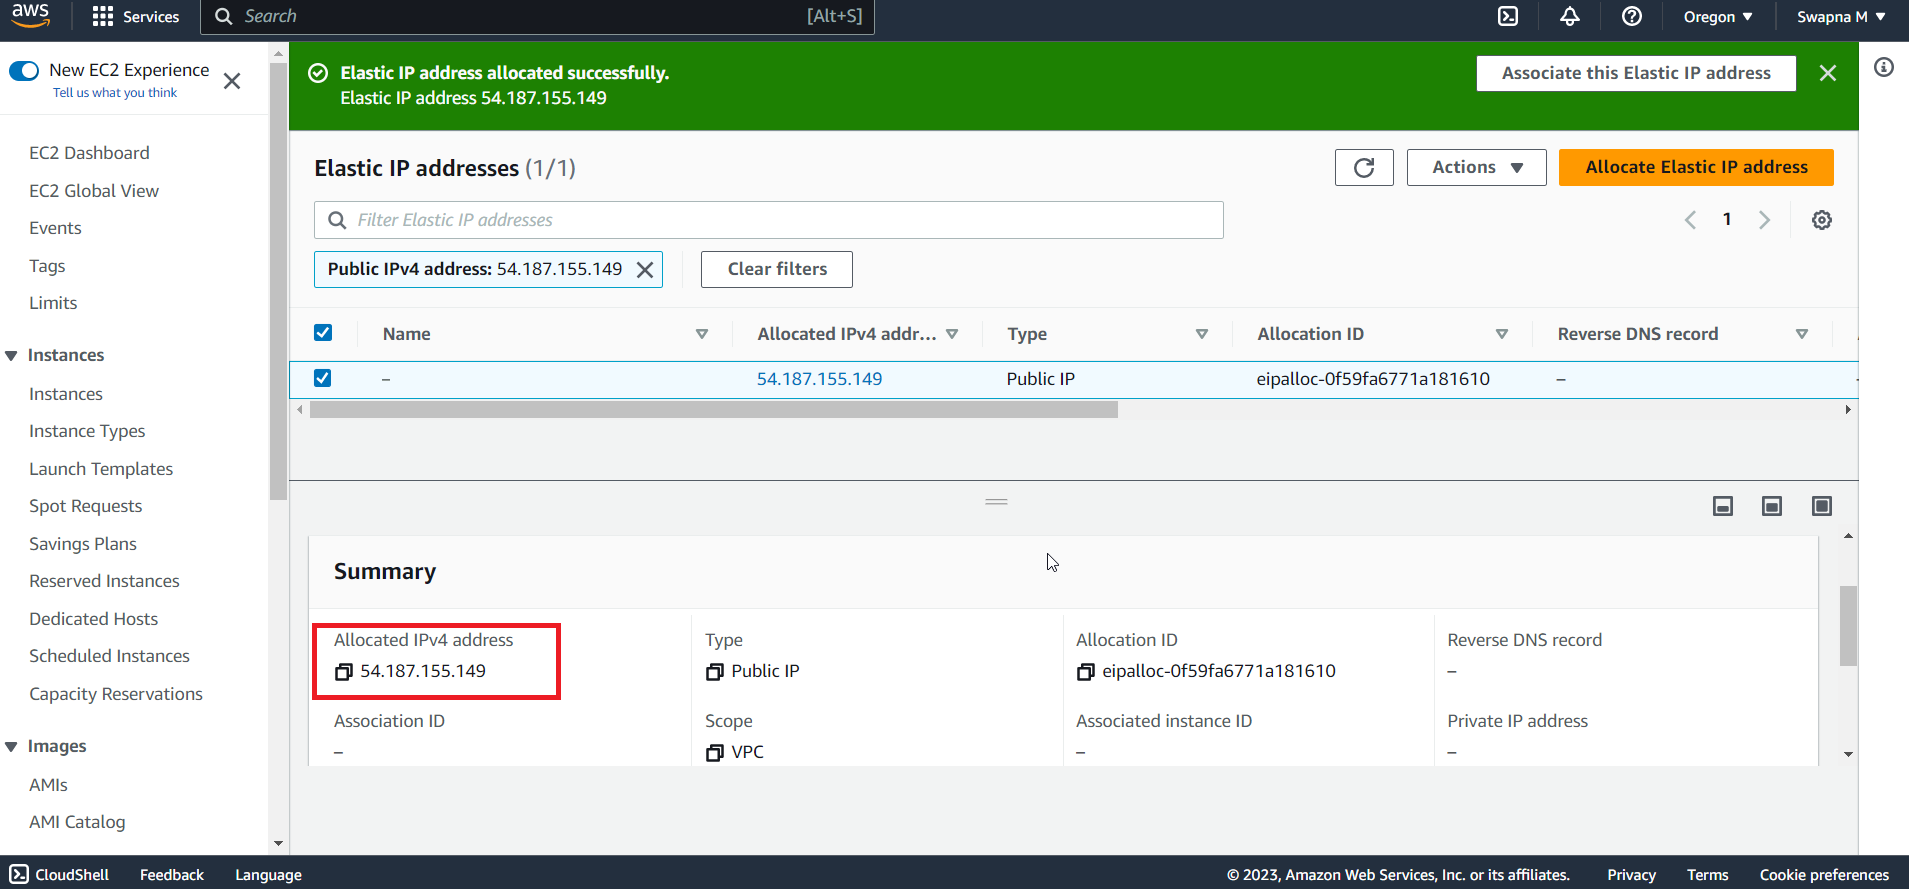 aws
Services
Search
[Alt+S]
Oregon
Swapna M
New EC2 Experience
Tell us what you think
EC2 Dashboard
EC2 Global View
Events
Tags
Limits
Instances
Instances
Instance Types
Launch Templates
Spot Requests
Savings Plans
Reserved Instances
Dedicated Hosts
Scheduled Instances
Capacity Reservations
Images
AMIs
AMI Catalog
Elastic IP address allocated successfully.
Elastic IP address 54.187.155.149
Associate this Elastic IP address
Elastic IP addresses (1/1)
Actions
Allocate Elastic IP address
Filter Elastic IP addresses
1
Public IPv4 address: 54.187.155.149
Clear filters
Name
Allocated IPv4 addr...
Type
Allocation ID
Reverse DNS record
–
54.187.155.149
Public IP
eipalloc-0f59fa6771a181610
–
Summary
Allocated IPv4 address
54.187.155.149
Type
Public IP
Allocation ID
eipalloc-0f59fa6771a181610
Reverse DNS record
–
Association ID
–
Scope
VPC
Associated instance ID
–
Private IP address
–
CloudShell
Feedback
Language
© 2023, Amazon Web Services, Inc. or its affiliates.
Privacy
Terms
Cookie preferences